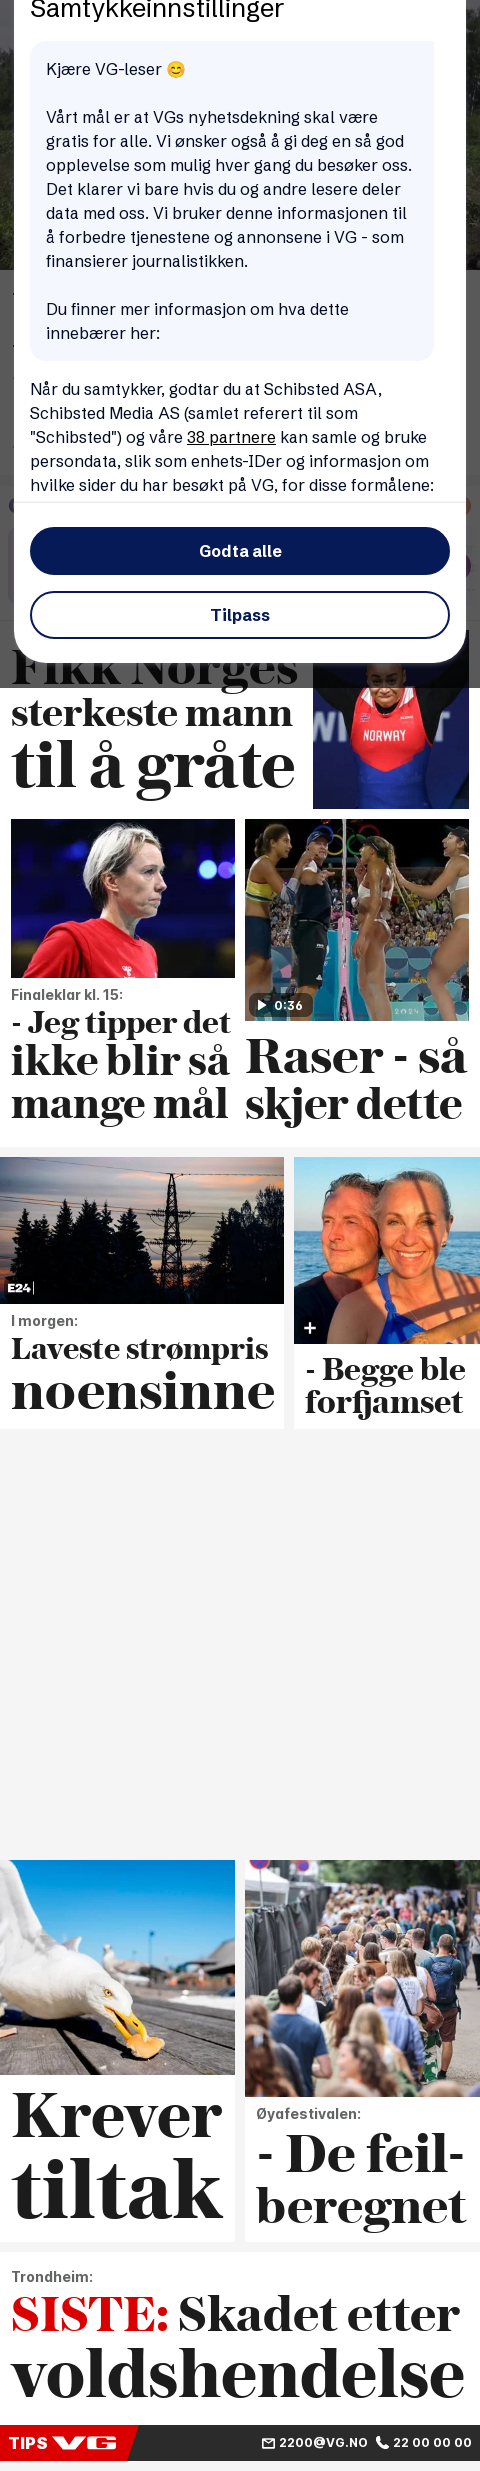 Samtykkeinnstillinger
Kjære VG-leser 😊
Vårt mål er at VGs nyhetsdekning skal være
gratis for alle. Vi ønsker også å gi deg en så god
opplevelse som mulig hver gang du besøker oss.
Det klarer vi bare hvis du og andre lesere deler
data med oss. Vi bruker denne informasjonen til
å forbedre tjenestene og annonsene i VG - som
finansierer journalistikken.
Du finner mer informasjon om hva dette
innebærer her:
Når du samtykker, godtar du at Schibsted ASA,
Schibsted Media AS (samlet referert til som
"Schibsted") og våre 38 partnere kan samle og bruke
persondata, slik som enhets-IDer og informasjon om
hvilke sider du har besøkt på VG, for disse formålene:
Godta alle
Tilpass
Fikk Norges
sterkeste mann
til å gråte
NORWAY
0:36
2024
Finaleklar kl. 15:
- Jeg tipper det
ikke blir så
mange mål
Raser - så
skjer dette
E24
I morgen:
Laveste strømpris
noensinne
- Begge ble
forfjamset
Krever
tiltak
Øyafestivalen:
- De feil-
beregnet
Trondheim:
SISTE: Skadet etter
voldshendelse
TIPS VG
2200@VG.NO 22 00 00 00